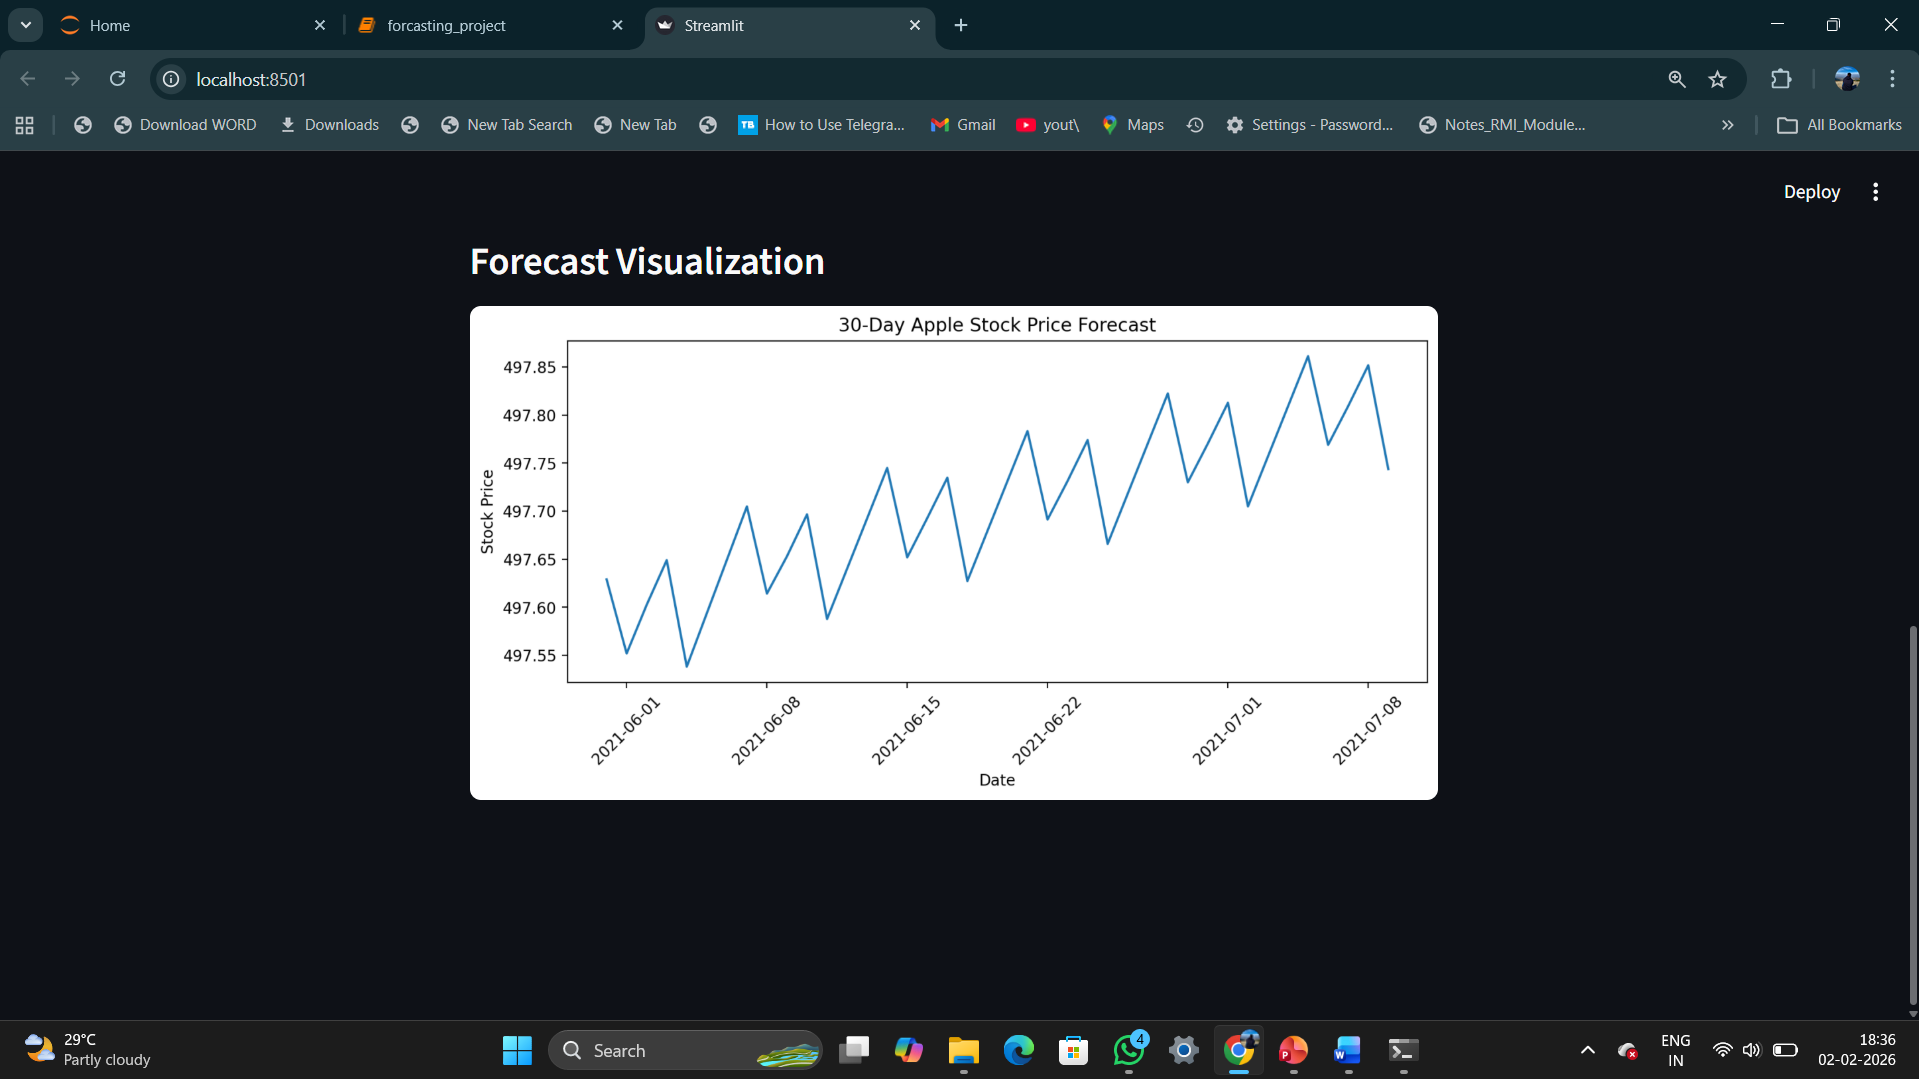 Home
forcasting_project
Streamlit
localhost:8501
Download WORD
Downloads
New Tab Search
New Tab
TB
How to Use Telegra...
Gmail
yout\
Maps
Settings - Password...
Notes_RMI_Module...
»
All Bookmarks
Deploy
Forecast Visualization
30-Day Apple Stock Price Forecast
497.85
497.80
497.75
497.70
497.65
497.60
497.55
Stock Price
2021-06-01
2021-06-08
2021-06-15
2021-06-22
2021-07-01
2021-07-08
Date
29°C
Partly cloudy
Search
4
P
W
ENG
IN
18:36
02-02-2026